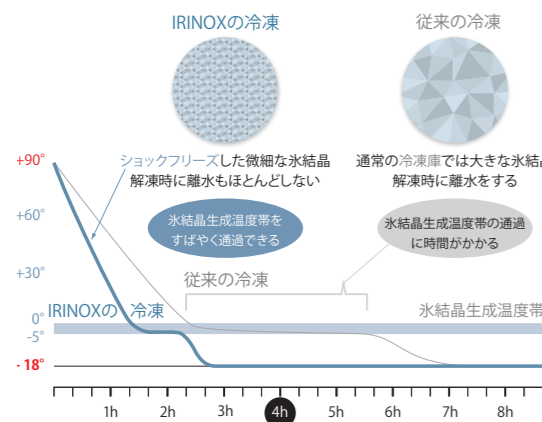 IRINOXの冷凍
従来の冷凍
ショックフリーズした微細な氷結晶
解凍時に離水もほとんどしない
通常の冷凍庫では大きな氷結晶
解凍時に離水をする
氷結晶生成温度帯を
すばやく通過できる
氷結晶生成温度帯の通過
に時間がかかる
+90°
+60°
+30°
0°
-5°
- 18°
従来の冷凍
IRINOXの 冷凍
氷結晶生成温度帯
1h 2h 3h 4h 5h 6h 7h 8h